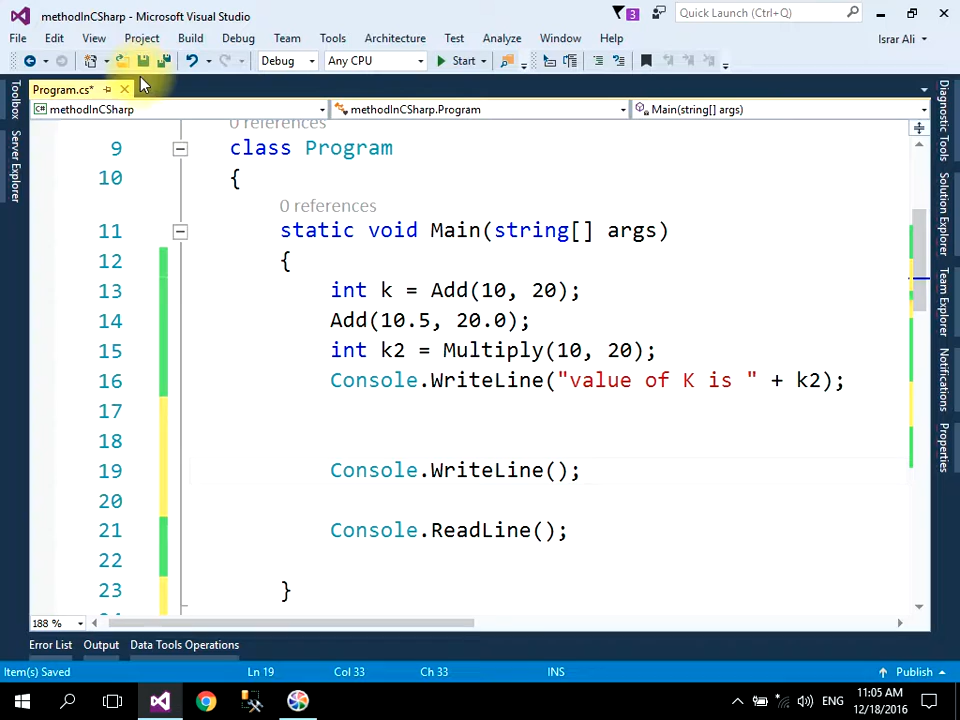 methodInCSharp - Microsoft Visual Studio
3
Quick Launch (Ctrl+Q)
File Edit View Project Build Debug Team Tools Architecture Test Analyze Window Help
Israr Ali
Debug Any CPU Start
Program.cs*
methodInCSharp methodInCSharp.Program Main(string[] args)
Toolbox
Server Explorer
Diagnostic Tools
Solution Explorer
Team Explorer
Notifications
Properties
0 references
9 class Program
10 {
0 references
11 static void Main(string[] args)
12 {
13 int k = Add(10, 20);
14 Add(10.5, 20.0);
15 int k2 = Multiply(10, 20);
16 Console.WriteLine("value of K is " + k2);
17
18
19 Console.WriteLine();
20
21 Console.ReadLine();
22
23 }
188 %
Error List Output Data Tools Operations
Item(s) Saved Ln 19 Col 33 Ch 33 INS Publish
ENG
11:05 AM
12/18/2016